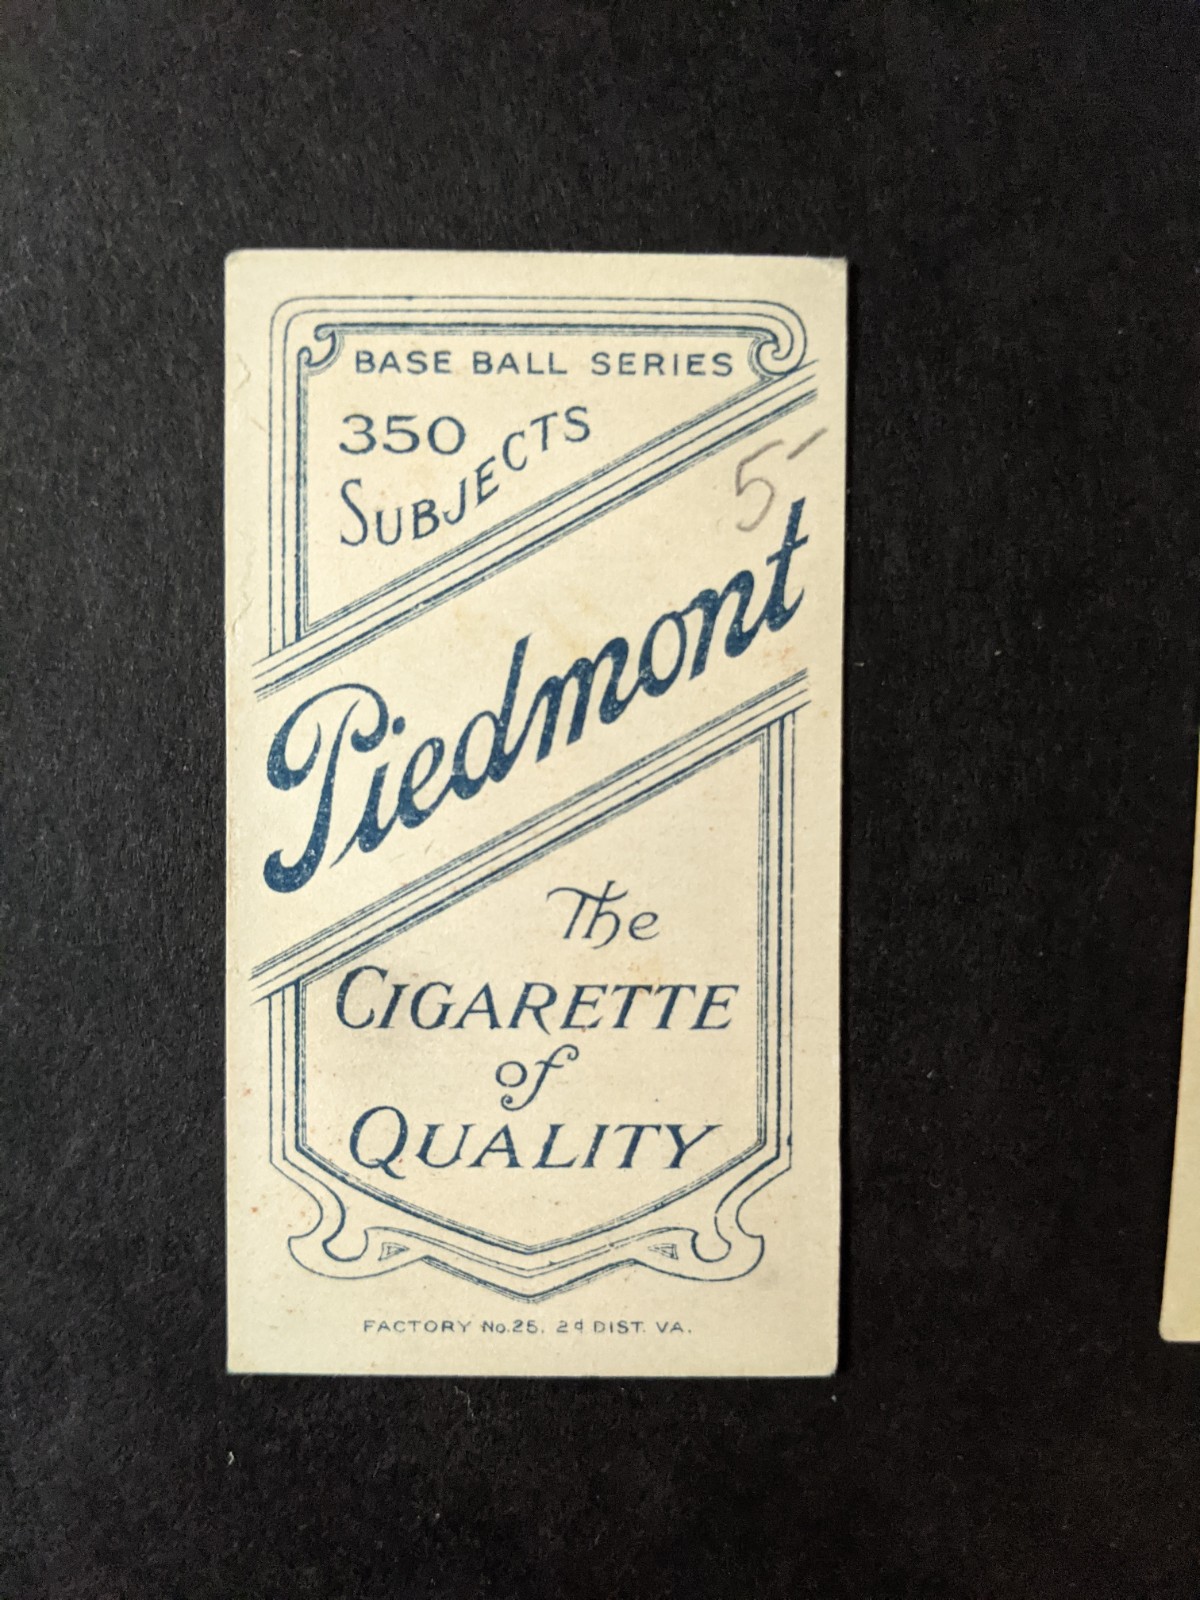 BASE BALL SERIES
350
SUBJECTS
5
Piedmont
The
CIGARETTE
of
QUALITY
FACTORY No.25. 2d DIST. VA.